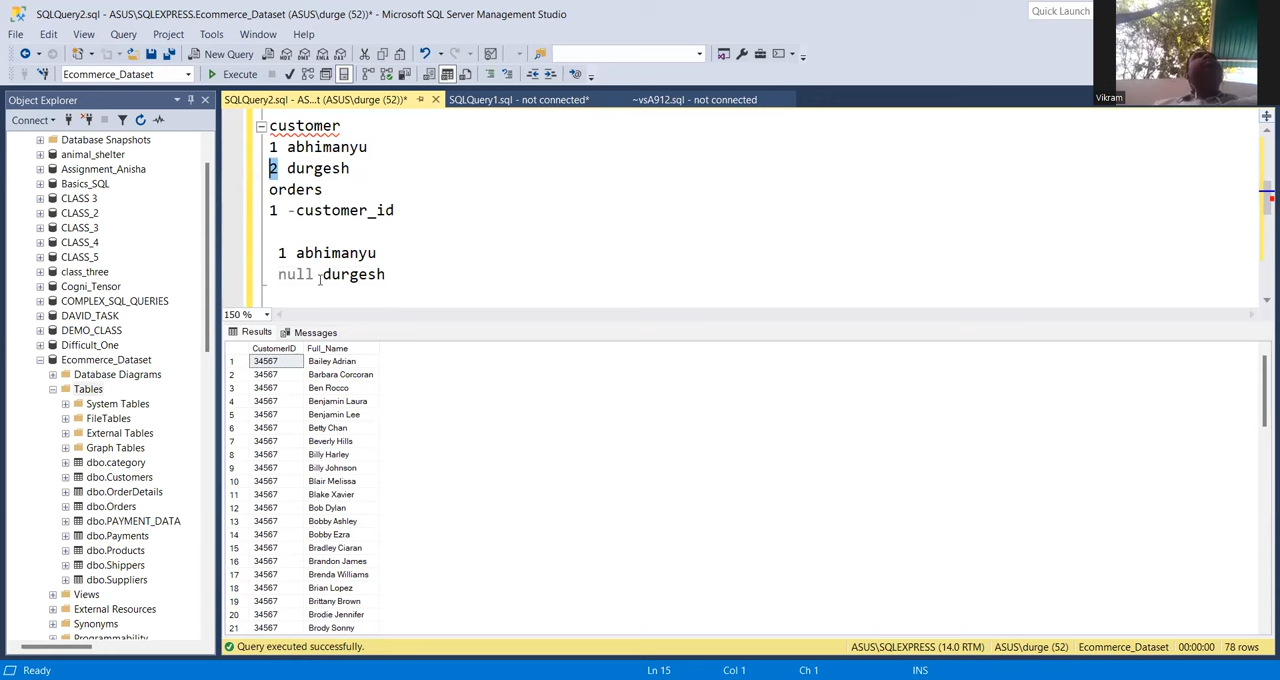 SQLQuery2.sql - ASUS\SQLEXPRESS.Ecommerce_Dataset (ASUS\durge (52))* - Microsoft SQL Server Management Studio
Quick Launch
File Edit View Query Project Tools Window Help
New Query
Ecommerce_Dataset Execute
Vikram
Object Explorer
SQLQuery2.sql - AS...t (ASUS\durge (52))* SQLQuery1.sql - not connected* ~vsA912.sql - not connected
Connect
Database Snapshots
animal_shelter
Assignment_Anisha
Basics_SQL
CLASS 3
CLASS_2
CLASS_3
CLASS_4
CLASS_5
class_three
Cogni_Tensor
COMPLEX_SQL_QUERIES
DAVID_TASK
DEMO_CLASS
Difficult_One
Ecommerce_Dataset
Database Diagrams
Tables
System Tables
FileTables
External Tables
Graph Tables
dbo.category
dbo.Customers
dbo.OrderDetails
dbo.Orders
dbo.PAYMENT_DATA
dbo.Payments
dbo.Products
dbo.Shippers
dbo.Suppliers
Views
External Resources
Synonyms
Programmability
customer
1 abhimanyu
2 durgesh
orders
1 -customer_id
1 abhimanyu
null durgesh
150 %
Results Messages
CustomerID Full_Name
1 34567 Bailey Adrian
2 34567 Barbara Corcoran
3 34567 Ben Rocco
4 34567 Benjamin Laura
5 34567 Benjamin Lee
6 34567 Betty Chan
7 34567 Beverly Hills
8 34567 Billy Harley
9 34567 Billy Johnson
10 34567 Blair Melissa
11 34567 Blake Xavier
12 34567 Bob Dylan
13 34567 Bobby Ashley
14 34567 Bobby Ezra
15 34567 Bradley Ciaran
16 34567 Brandon James
17 34567 Brenda Williams
18 34567 Brian Lopez
19 34567 Brittany Brown
20 34567 Brodie Jennifer
21 34567 Brody Sonny
Query executed successfully. ASUS\SQLEXPRESS (14.0 RTM) ASUS\durge (52) Ecommerce_Dataset 00:00:00 78 rows
Ready Ln 15 Col 1 Ch 1 INS